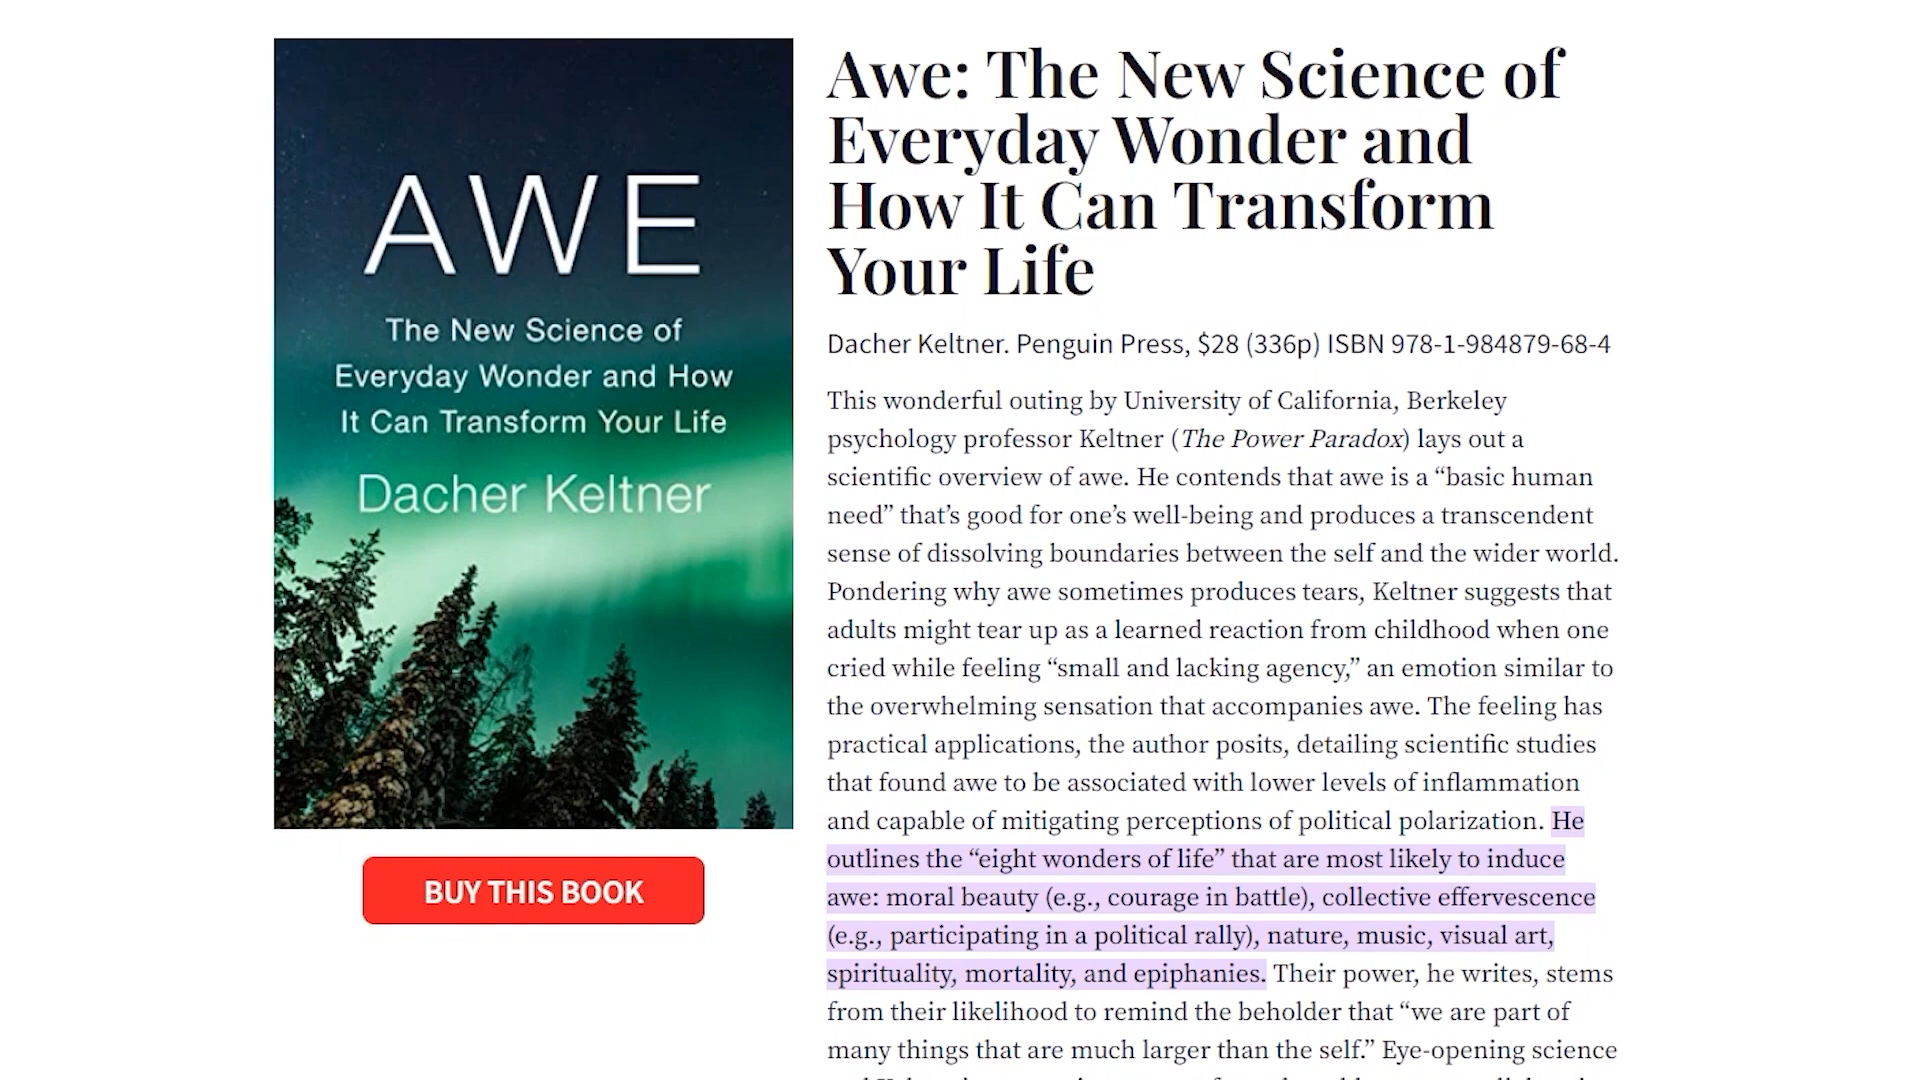 AWE
The New Science of
Everyday Wonder and How
It Can Transform Your Life
Dacher Keltner
BUY THIS BOOK
Awe: The New Science of
Everyday Wonder and
How It Can Transform
Your Life
Dacher Keltner. Penguin Press, $28 (336p) ISBN 978-1-984879-68-4
This wonderful outing by University of California, Berkeley
psychology professor Keltner (The Power Paradox) lays out a
scientific overview of awe. He contends that awe is a “basic human
need” that’s good for one’s well-being and produces a transcendent
sense of dissolving boundaries between the self and the wider world.
Pondering why awe sometimes produces tears, Keltner suggests that
adults might tear up as a learned reaction from childhood when one
cried while feeling “small and lacking agency,” an emotion similar to
the overwhelming sensation that accompanies awe. The feeling has
practical applications, the author posits, detailing scientific studies
that found awe to be associated with lower levels of inflammation
and capable of mitigating perceptions of political polarization. He
outlines the “eight wonders of life” that are most likely to induce
awe: moral beauty (e.g., courage in battle), collective effervescence
(e.g., participating in a political rally), nature, music, visual art,
spirituality, mortality, and epiphanies. Their power, he writes, stems
from their likelihood to remind the beholder that “we are part of
many things that are much larger than the self.” Eye-opening science